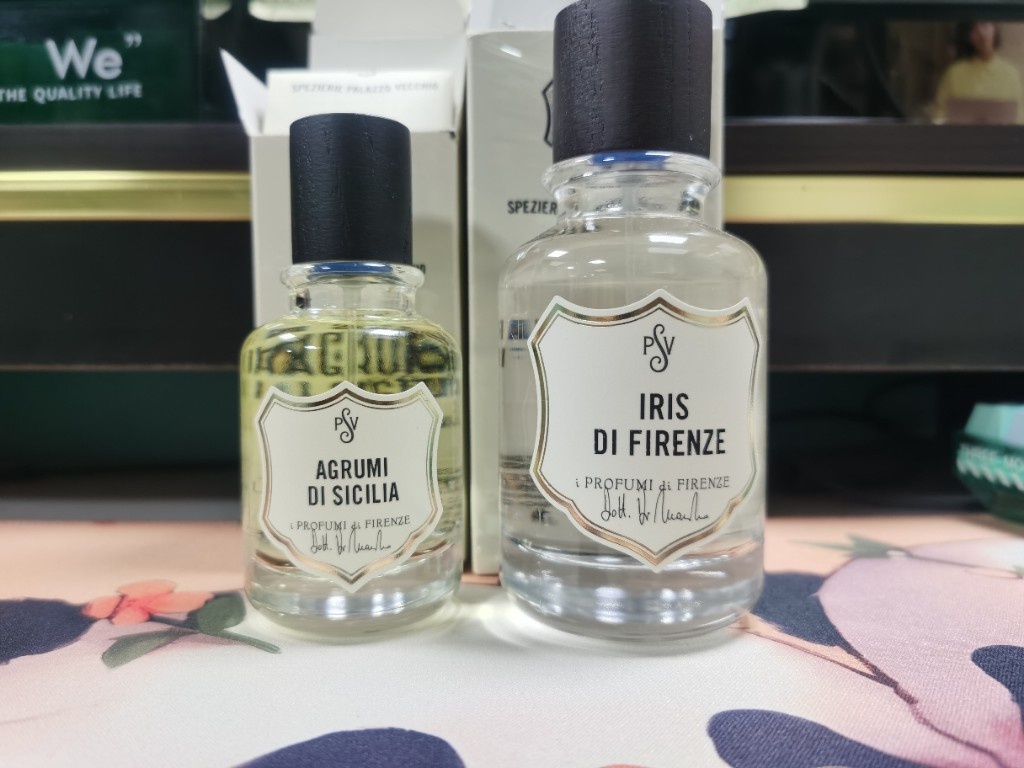 We”
THE QUALITY LIFE
SPEZIERIE PALAZZO VECCHIO
SPEZIER
PSV
AGRUMI
DI SICILIA
i PROFUMI di FIRENZE
PSV
IRIS
DI FIRENZE
i PROFUMI di FIRENZE